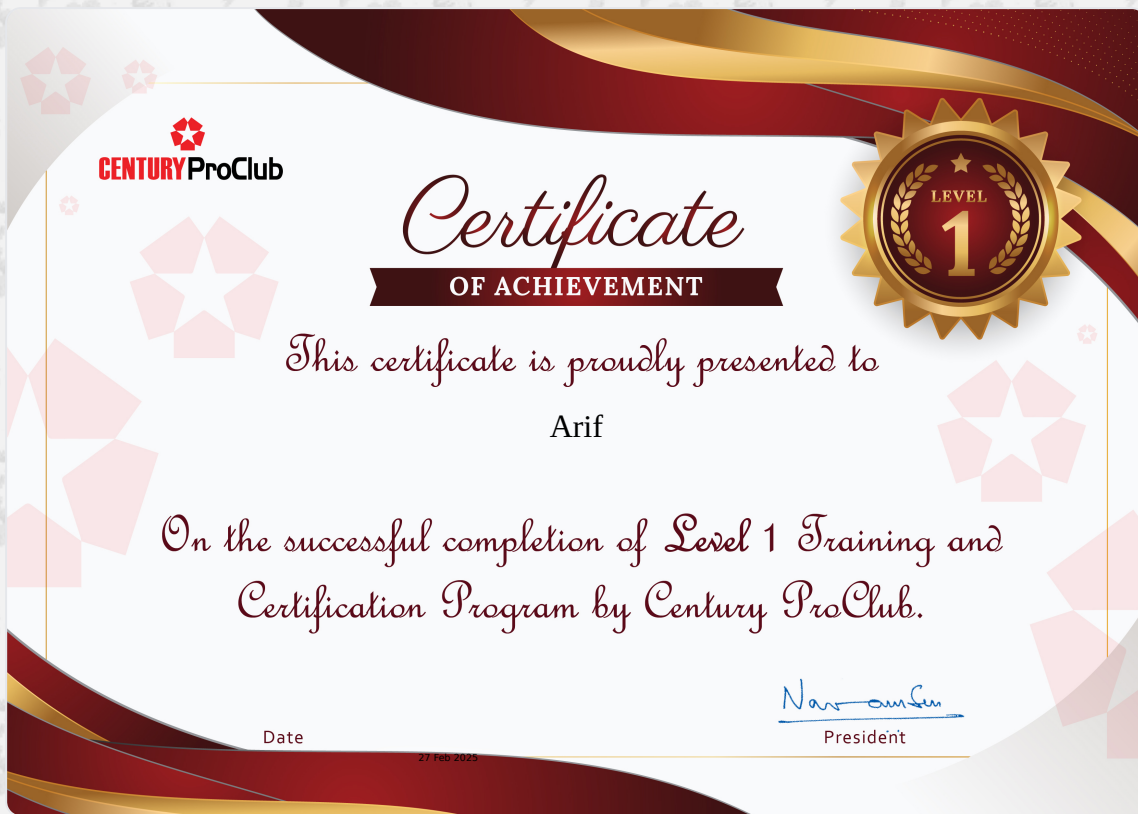 CENTURY ProClub
LEVEL
1
Certificate
OF ACHIEVEMENT
This certificate is proudly presented to
Arif
On the successful completion of Level 1 Training and
Certification Program by Century ProClub.
Date
President
27 Feb 2025